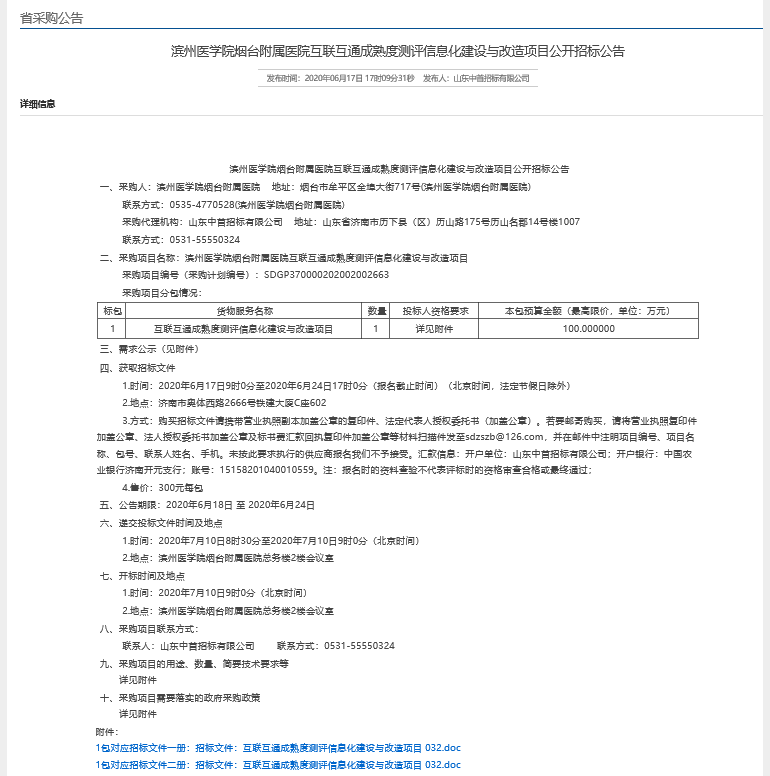 省采购公告
滨州医学院烟台附属医院互联互通成熟度测评信息化建设与改造项目公开招标公告
发布时间：2020年06月17日 17时09分31秒 发布人：山东中首招标有限公司
详细信息
滨州医学院烟台附属医院互联互通成熟度测评信息化建设与改造项目公开招标公告
一、采购人：滨州医学院烟台附属医院 地址：烟台市牟平区金埠大街717号(滨州医学院烟台附属医院)
联系方式：0535-4770528(滨州医学院烟台附属医院)
采购代理机构：山东中首招标有限公司 地址：山东省济南市历下县（区）历山路175号历山名郡14号楼1007
联系方式：0531-55550324
二、采购项目名称：滨州医学院烟台附属医院互联互通成熟度测评信息化建设与改造项目
采购项目编号（采购计划编号）：SDGP370000202002002663
采购项目分包情况：
标包 货物服务名称 数量 投标人资格要求 本包预算金额（最高限价，单位：万元）
1 互联互通成熟度测评信息化建设与改造项目 1 详见附件 100.000000
三、需求公示（见附件）
四、获取招标文件
1.时间：2020年6月17日9时0分至2020年6月24日17时0分（报名截止时间）（北京时间，法定节假日除外）
2.地点：济南市奥体西路2666号铁建大厦C座602
3.方式：购买招标文件请携带营业执照副本加盖公章的复印件、法定代表人授权委托书（加盖公章）。若要邮寄购买，请将营业执照复印件
加盖公章、法人授权委托书加盖公章及标书费汇款回执复印件加盖公章等材料扫描件发至sdzszb@126.com，并在邮件中注明项目编号、项目名
称、包号、联系人姓名、手机。未按此要求执行的供应商报名我们不予接受。汇款信息：开户单位：山东中首招标有限公司；开户银行：中国农
业银行济南开元支行；账号：15158201040010559。注：报名时的资料查验不代表评标时的资格审查合格或最终通过；
4.售价：300元每包
五、公告期限：2020年6月18日 至 2020年6月24日
六、递交投标文件时间及地点
1.时间：2020年7月10日8时30分至2020年7月10日9时0分（北京时间）
2.地点：滨州医学院烟台附属医院总务楼2楼会议室
七、开标时间及地点
1.时间：2020年7月10日9时0分（北京时间）
2.地点：滨州医学院烟台附属医院总务楼2楼会议室
八、采购项目联系方式：
联系人：山东中首招标有限公司 联系方式：0531-55550324
九、采购项目的用途、数量、简要技术要求等
详见附件
十、采购项目需要落实的政府采购政策
详见附件
附件：
1包对应招标文件一册：招标文件：互联互通成熟度测评信息化建设与改造项目 032.doc
1包对应招标文件二册：招标文件：互联互通成熟度测评信息化建设与改造项目 032.doc